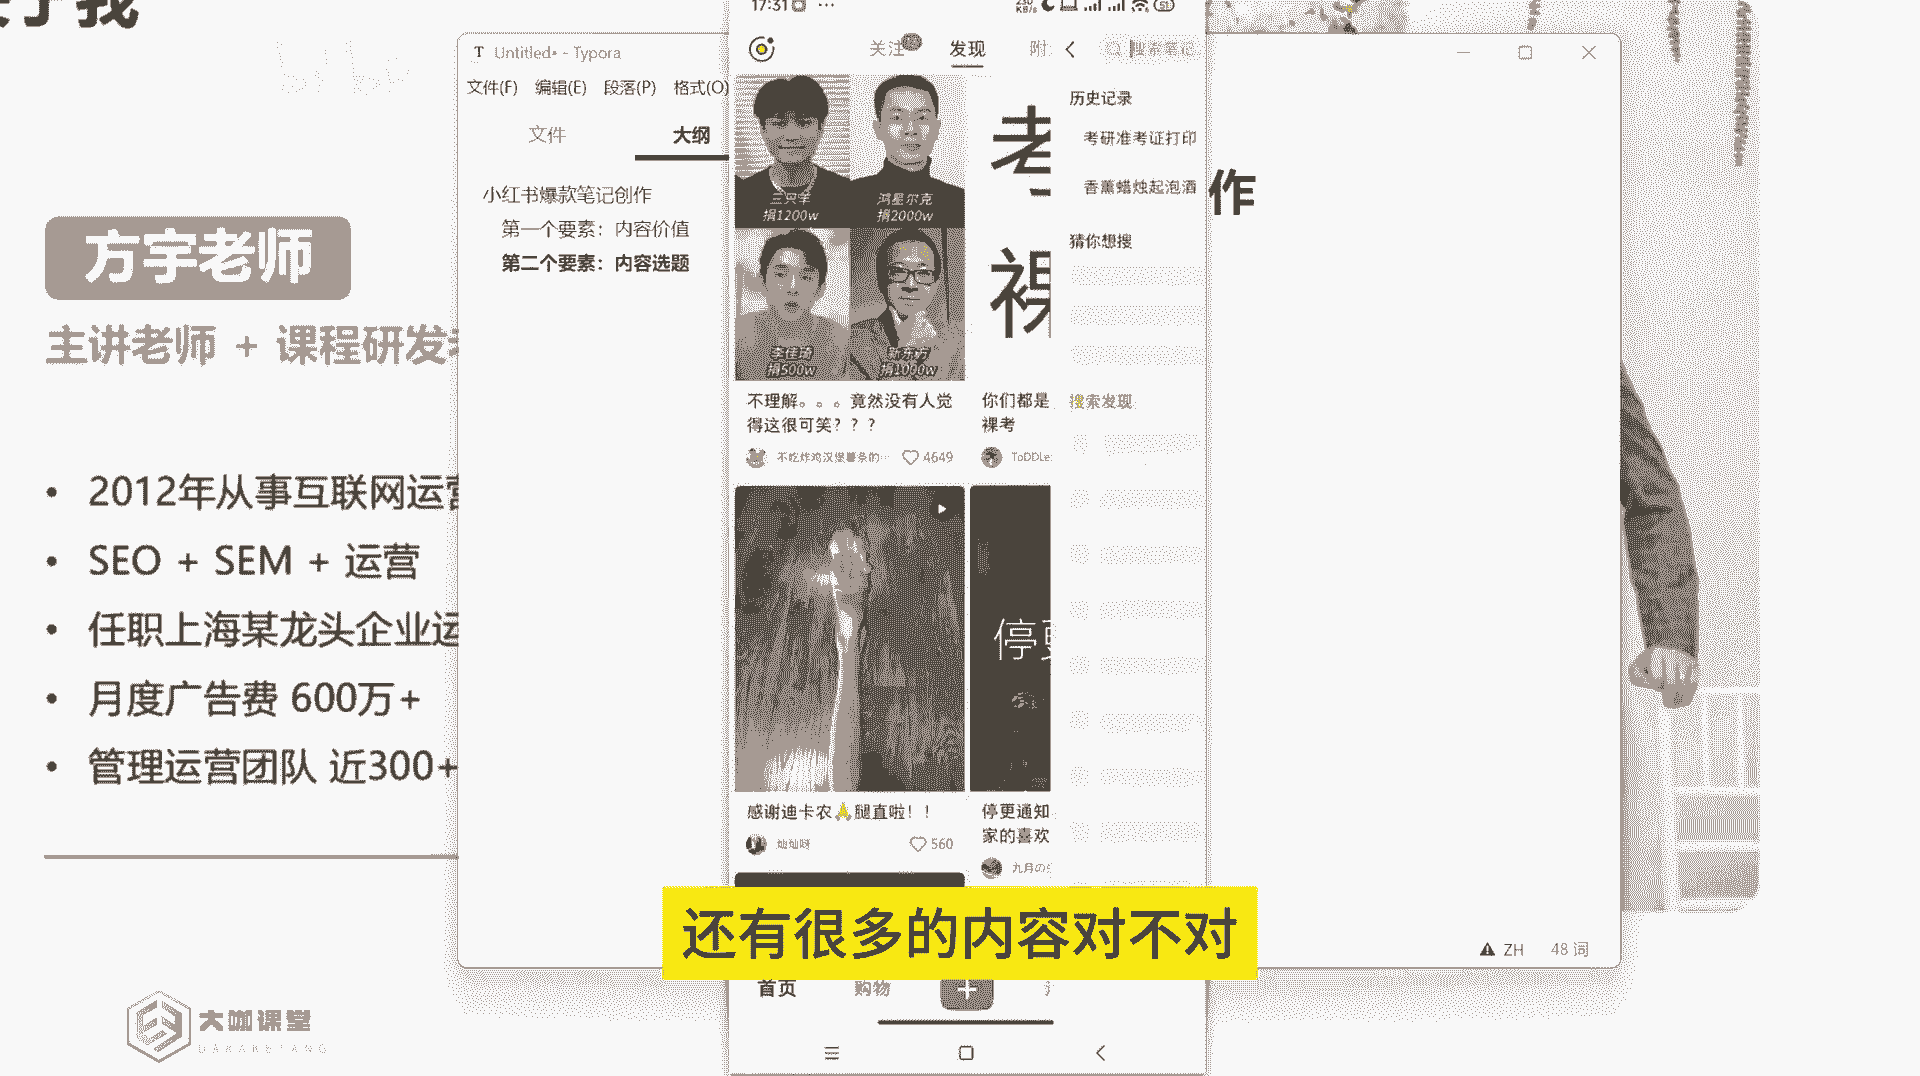 关于我
方宇老师
主讲老师 + 课程研发
2012年从事互联网运营
SEO + SEM + 运营
任职上海某龙头企业运
月度广告费 600万+
管理运营团队 近300+
大咖课堂
DAKAKETANG
Untitled• - Typora
文件(F) 编辑(E) 段落(P) 格式(O)
文件 大纲
小红书爆款笔记创作
第一个要素：内容价值
第二个要素：内容选题
作
17:31
关注 发现 附
搜索笔记
历史记录
考研准考证打印
香薰蜡烛起泡酒
猜你想搜
搜索发现
三只羊
捐1200w
鸿星尔克
捐2000w
李佳琦
捐500w
新东方
捐1000w
考
裸
不理解。。。竟然没有人觉
得这很可笑？？？
不吃炸鸡汉堡薯条的…
4649
你们都是
裸考
ToDDLe
停更
感谢迪卡农🙏腿直啦！！
灿灿呀
560
停更通知
家的喜欢
九月の
还有很多的内容对不对
首页 购物
ZH 48 词